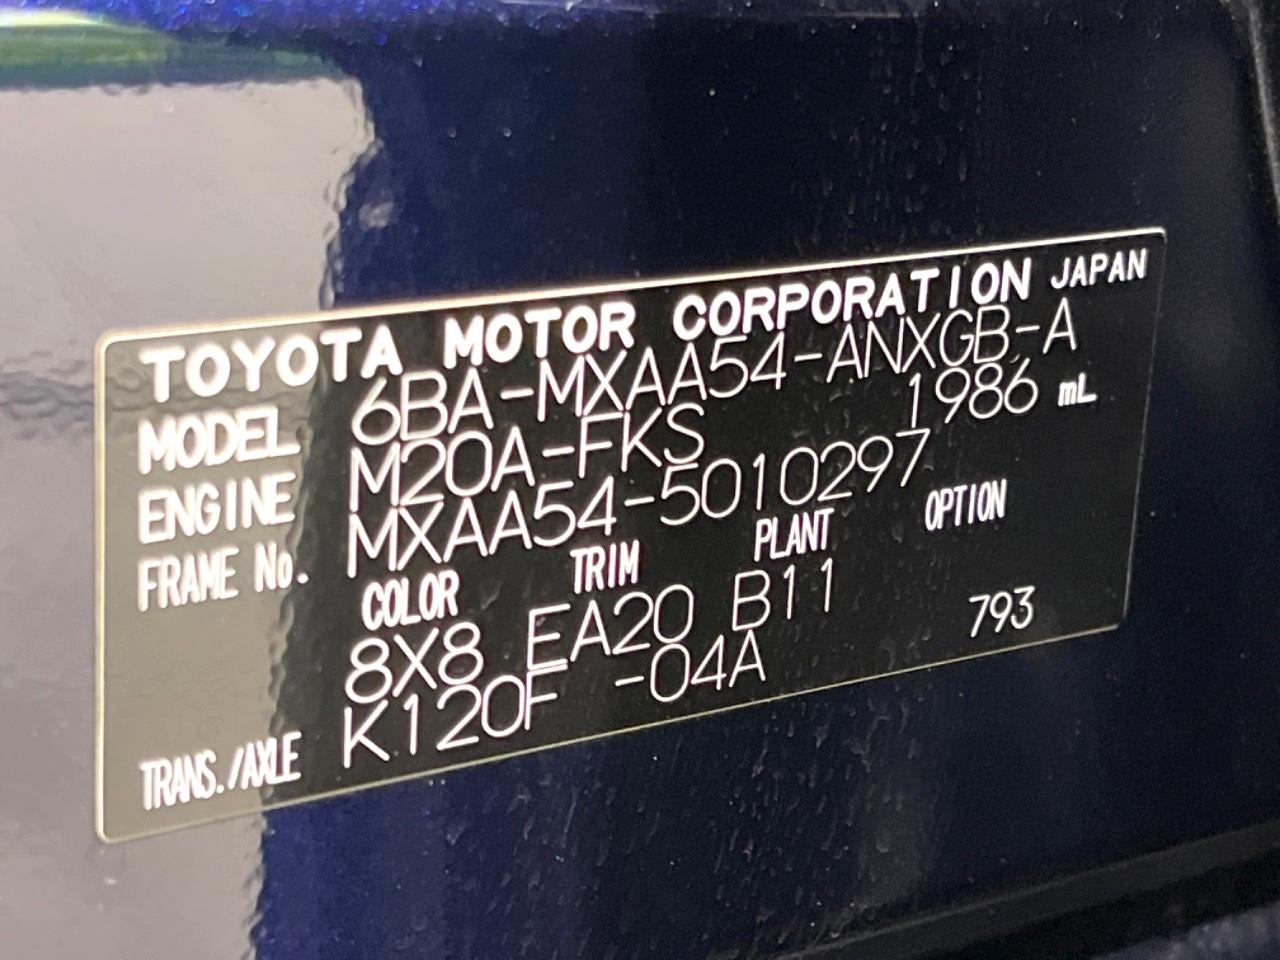 TOYOTA MOTOR CORPORATION JAPAN
MODEL 6BA-MXAA54-ANXGB-A
ENGINE M20A-FKS 1986 mL
FRAME No. MXAA54-5010297
COLOR TRIM PLANT OPTION
8X8 EA20 B11
TRANS./AXLE K120F -04A 793